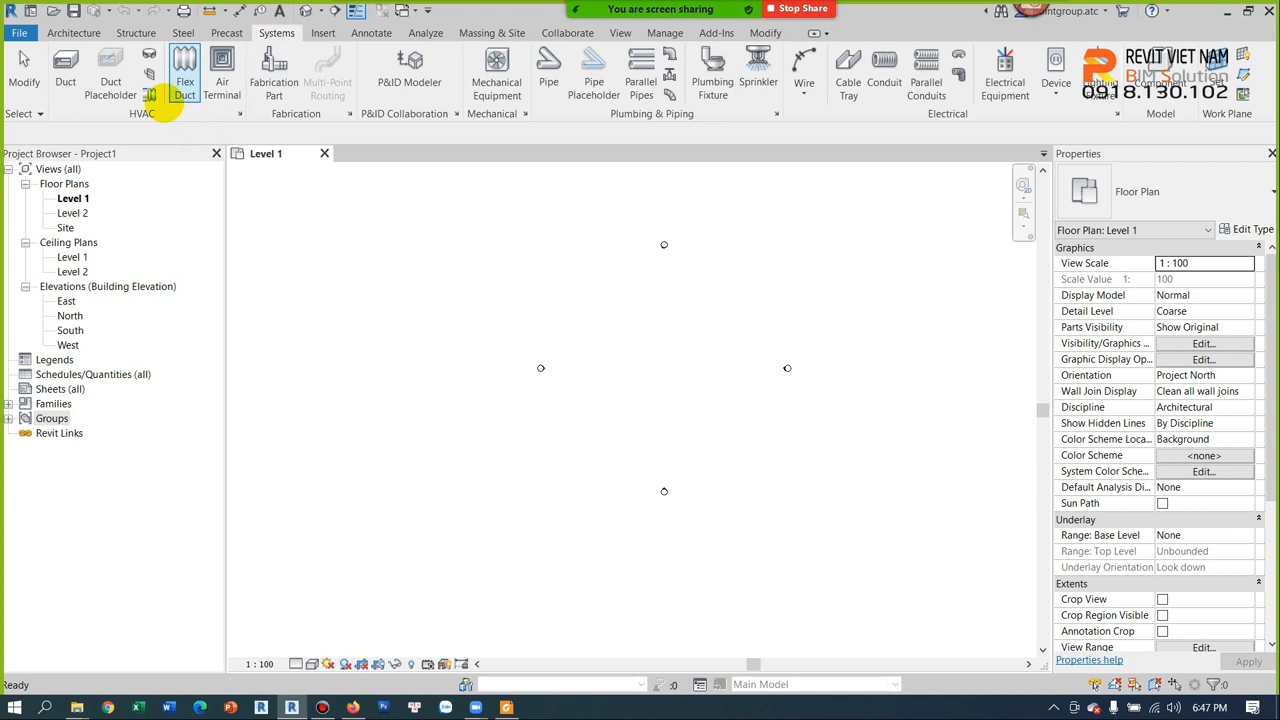 You are screen sharing
Stop Share
File Architecture Structure Steel Precast Systems Insert Annotate Analyze Massing & Site Collaborate View Manage Add-Ins Modify
Modify
Duct
Duct Placeholder
Flex Duct
Air Terminal
Fabrication Part
Multi-Point Routing
P&ID Modeler
Mechanical Equipment
Pipe
Pipe Placeholder
Parallel Pipes
Plumbing Fixture
Sprinkler
Wire
Cable Tray
Conduit
Parallel Conduits
Electrical Equipment
Device
REVIT VIET NAM
BIM Solution
0918.130.102
Select HVAC Fabrication P&ID Collaboration Mechanical Plumbing & Piping Electrical Model Work Plane
Project Browser - Project1
Views (all)
Floor Plans
Level 1
Level 2
Site
Ceiling Plans
Level 1
Level 2
Elevations (Building Elevation)
East
North
South
West
Legends
Schedules/Quantities (all)
Sheets (all)
Families
Groups
Revit Links
Level 1
Properties
Floor Plan
Floor Plan: Level 1 Edit Type
Graphics
View Scale 1 : 100
Scale Value 1: 100
Display Model Normal
Detail Level Coarse
Parts Visibility Show Original
Visibility/Graphics ... Edit...
Graphic Display Op... Edit...
Orientation Project North
Wall Join Display Clean all wall joins
Discipline Architectural
Show Hidden Lines By Discipline
Color Scheme Loca... Background
Color Scheme <none>
System Color Sche... Edit...
Default Analysis Di... None
Sun Path
Underlay
Range: Base Level None
Range: Top Level Unbounded
Underlay Orientation Look down
Extents
Crop View
Crop Region Visible
Annotation Crop
View Range Edit...
Properties help Apply
1 : 100
Ready :0 Main Model :0
6:47 PM